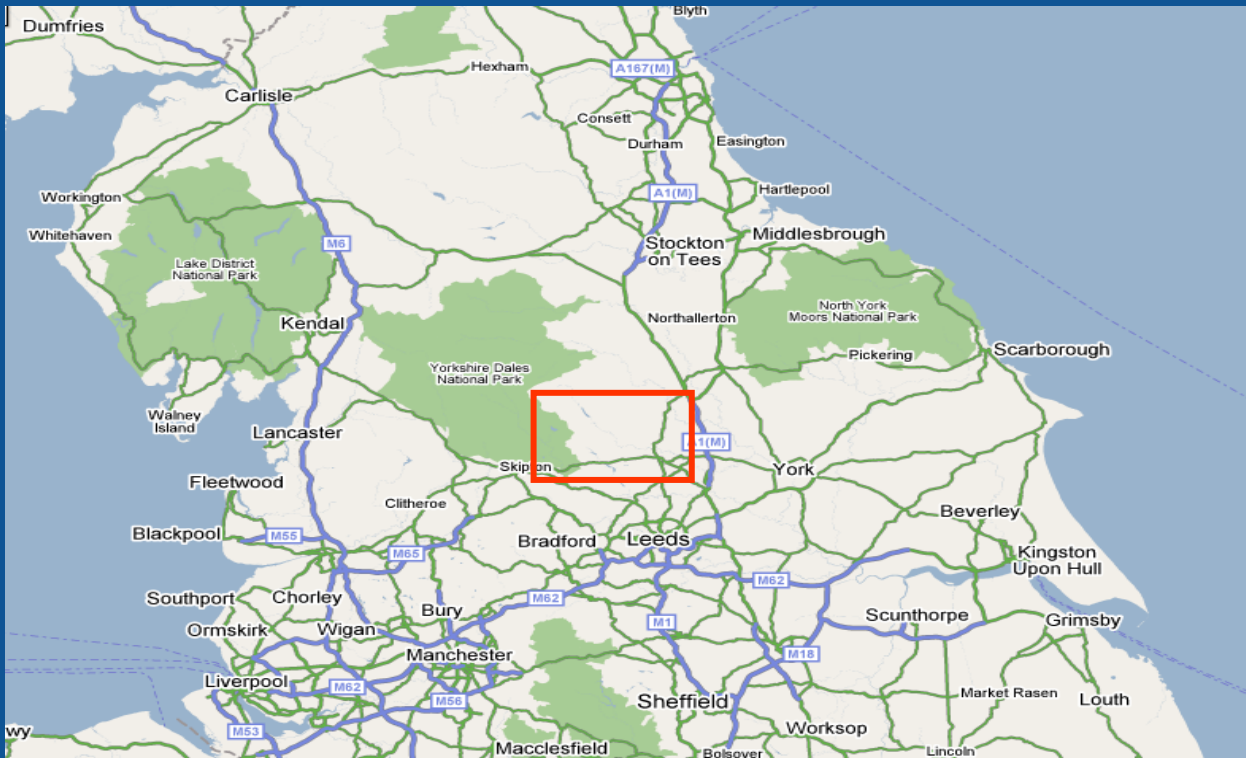 Blyth
Dumfries
Hexham
A167(M)
Carlisle
Consett
Durham
Easington
Workington
A1(M)
Hartlepool
Whitehaven
M6
Stockton
on Tees
Middlesbrough
Lake District
National Park
North York
Moors National Park
Kendal
Northallerton
Pickering
Scarborough
Yorkshire Dales
National Park
Walney
Island
Lancaster
A1(M)
Skipton
York
Fleetwood
Clitheroe
Beverley
Blackpool
M55
M65
Bradford
Leeds
Kingston
Upon Hull
M62
Southport
Chorley
Bury
M62
Scunthorpe
Grimsby
Ormskirk
Wigan
M1
Manchester
M18
Liverpool
M62
M56
Sheffield
Market Rasen
Louth
M53
wy
Worksop
Macclesfield
Bolsover
Lincoln